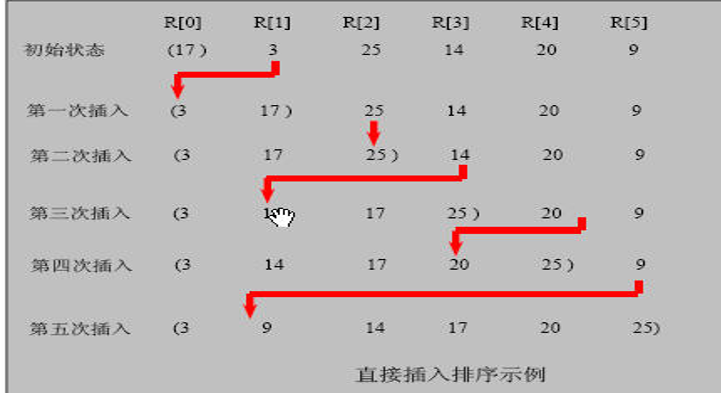 R[0] R[1] R[2] R[3] R[4] R[5]
初始状态 (17) 3 25 14 20 9
第一次插入 (3 17) 25 14 20 9
第二次插入 (3 17 25) 14 20 9
第三次插入 (3 17 25) 20 9
第四次插入 (3 14 17 20 25) 9
第五次插入 (3 9 14 17 20 25)
直接插入排序示例